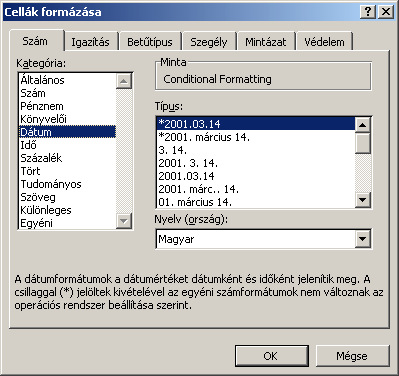 Cellák formázása
Szám Igazítás Betűtípus Szegély Mintázat Védelem
Kategória:
Általános
Szám
Pénznem
Könyvelői
Dátum
Idő
Százalék
Tört
Tudományos
Szöveg
Különleges
Egyéni
Minta
Conditional Formatting
Típus:
*2001.03.14
*2001. március 14.
3. 14.
2001. 3. 14.
2001.03.14
2001. márc.. 14.
01. március 14.
Nyelv (ország):
Magyar
A dátumformátumok a dátumértéket dátumként és időként jelenítik meg. A
csillaggal (*) jelöltek kivételével az egyéni számformátumok nem változnak az
operációs rendszer beállítása szerint.
OK Mégse